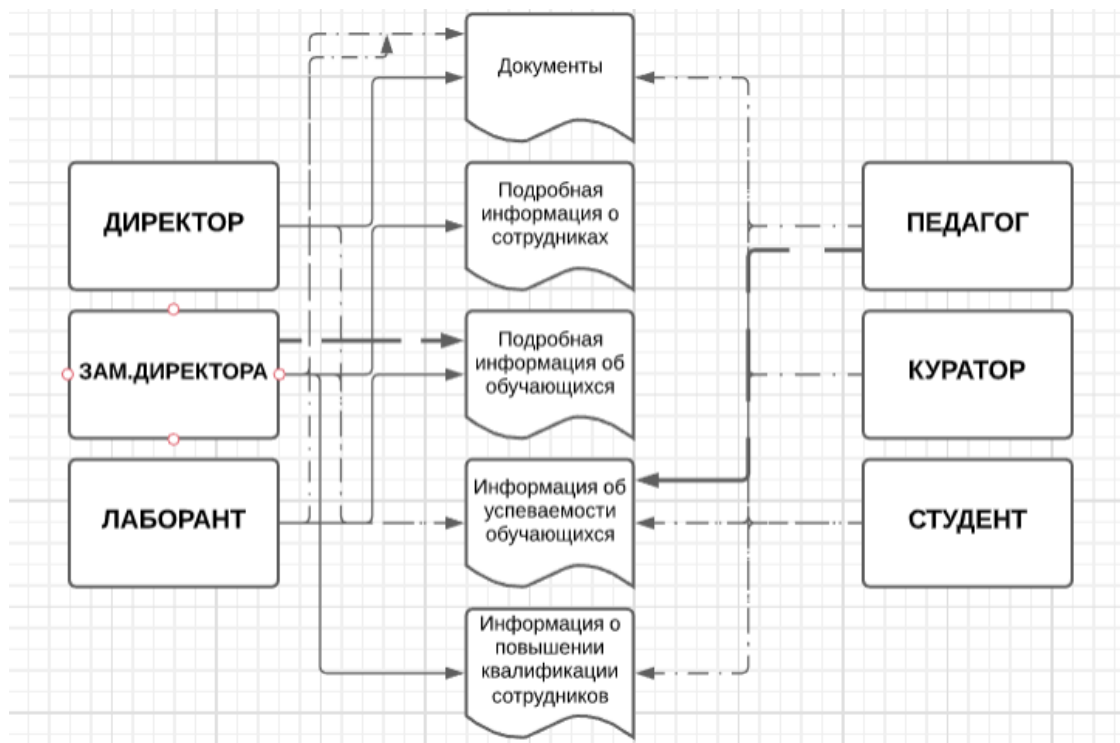 Документы
ДИРЕКТОР
Подробная
информация о
сотрудниках
ПЕДАГОГ
ЗАМ.ДИРЕКТОРА
Подробная
информация об
обучающихся
КУРАТОР
ЛАБОРАНТ
Информация об
успеваемости
обучающихся
СТУДЕНТ
Информация о
повышении
квалификации
сотрудников